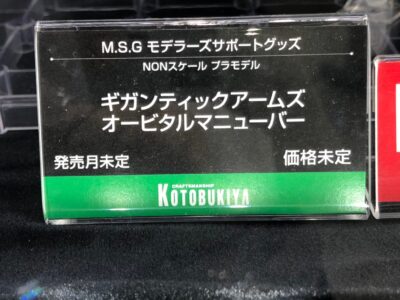 M.S.G モデラーズサポートグッズ
NONスケール プラモデル
ギガンティックアームズ
オービタルマニューバー
発売月未定 価格未定
CRAFTSMANSHIP
KOTOBUKIYA